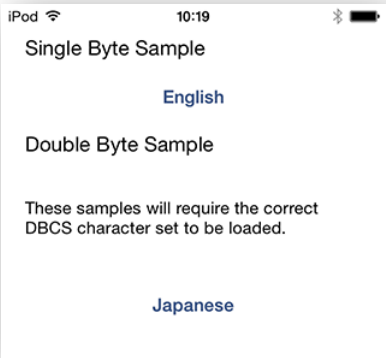 iPod 10:19
Single Byte Sample
English
Double Byte Sample
These samples will require the correct
DBCS character set to be loaded.
Japanese